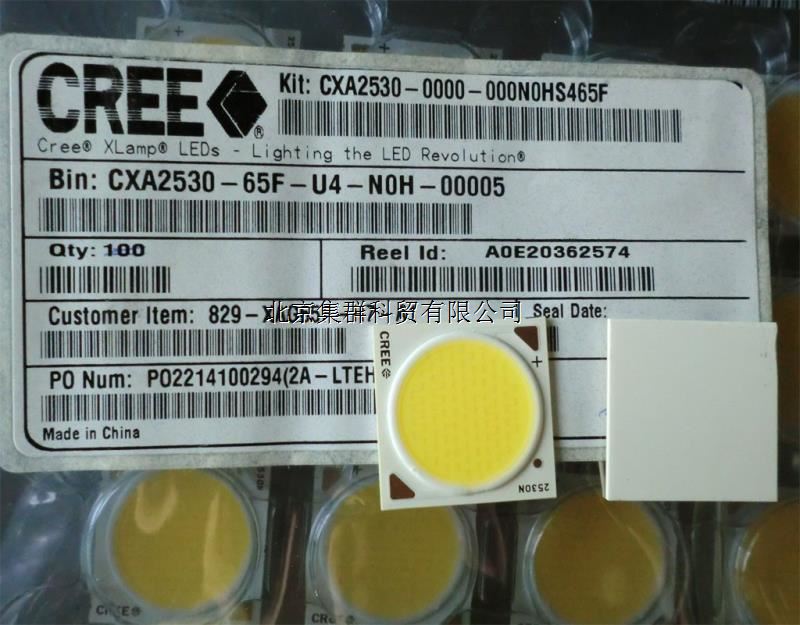 CREE®
Kit: CXA2530-0000-000N0HS465F
Cree® XLamp® LEDs - Lighting the LED Revolution®
Bin: CXA2530-65F-U4-N0H-00005
Qty: 100
Reel Id: A0E20362574
Customer Item: 829-
Seal Date:
北京集群科贸有限公司
PO Num: PO2214100294(2A-LTEH
Made in China
CREE
+
2530N
CREE
CREE